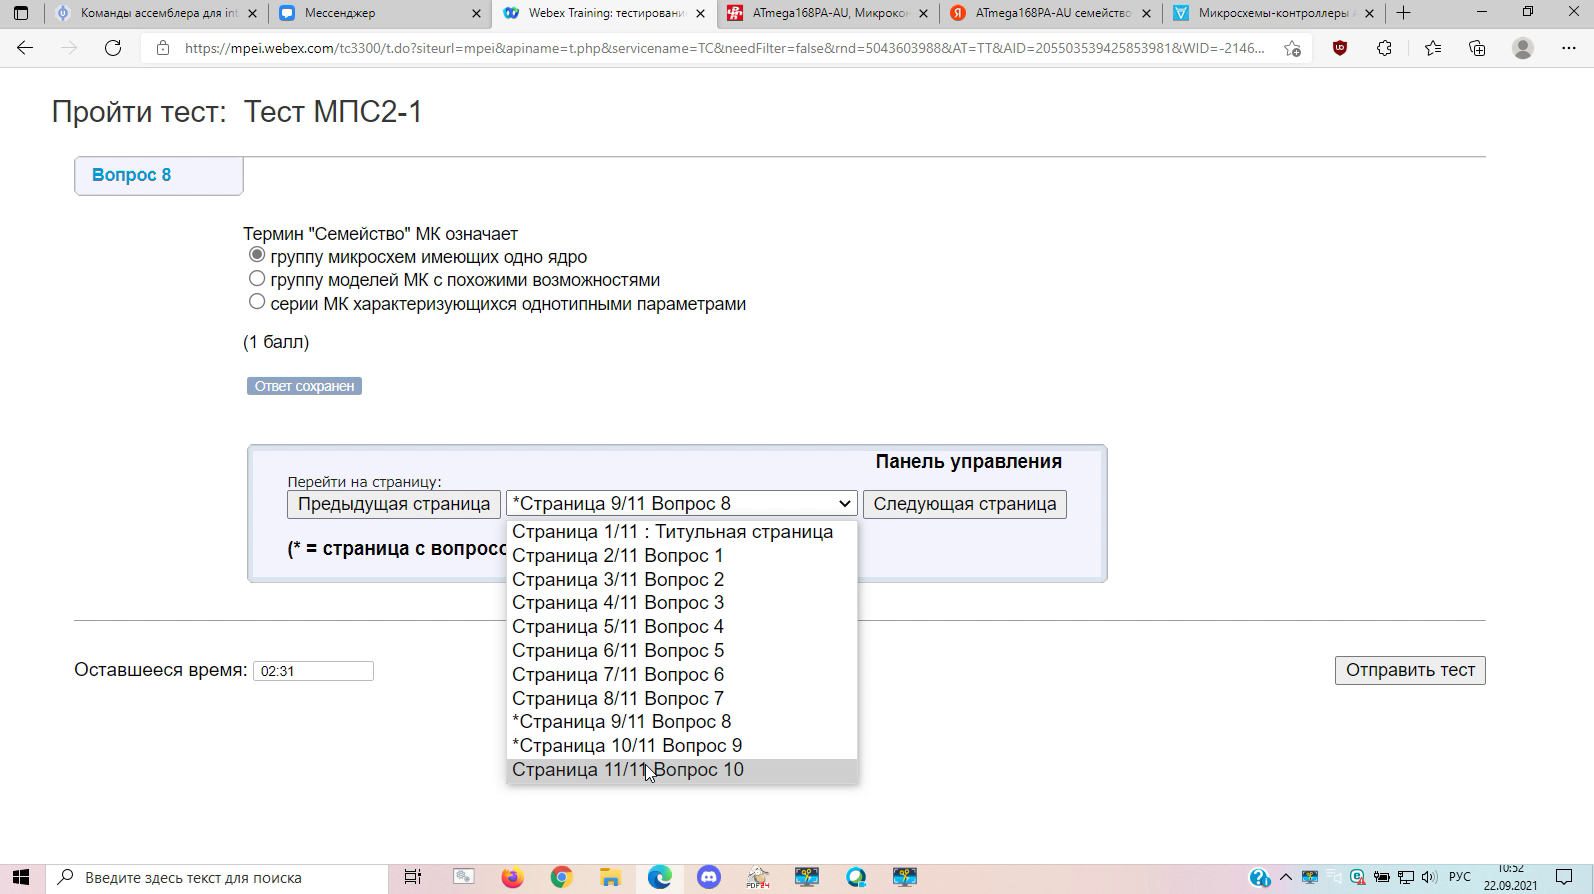 Команды ассемблера для int
Мессенджер
Webex Training: тестировани
ATmega168PA-AU, Микрокон
ATmega168PA-AU семейство
Микросхемы-контроллеры A
https://mpei.webex.com/tc3300/t.do?siteurl=mpei&apiname=t.php&servicename=TC&needFilter=false&rnd=5043603988&AT=TT&AID=205503539425853981&WID=-2146...
Пройти тест: Тест МПС2-1
Вопрос 8
Термин "Семейство" МК означает
группу микросхем имеющих одно ядро
группу моделей МК с похожими возможностями
серии МК характеризующихся однотипными параметрами
(1 балл)
Ответ сохранен
Панель управления
Перейти на страницу:
Предыдущая страница
*Страница 9/11 Вопрос 8
Следующая страница
(* = страница с вопросо
Страница 1/11 : Титульная страница
Страница 2/11 Вопрос 1
Страница 3/11 Вопрос 2
Страница 4/11 Вопрос 3
Страница 5/11 Вопрос 4
Страница 6/11 Вопрос 5
Страница 7/11 Вопрос 6
Страница 8/11 Вопрос 7
*Страница 9/11 Вопрос 8
*Страница 10/11 Вопрос 9
Страница 11/11 Вопрос 10
Оставшееся время: 02:31
Отправить тест
Введите здесь текст для поиска
PDF24
РУС
10:52
22.09.2021